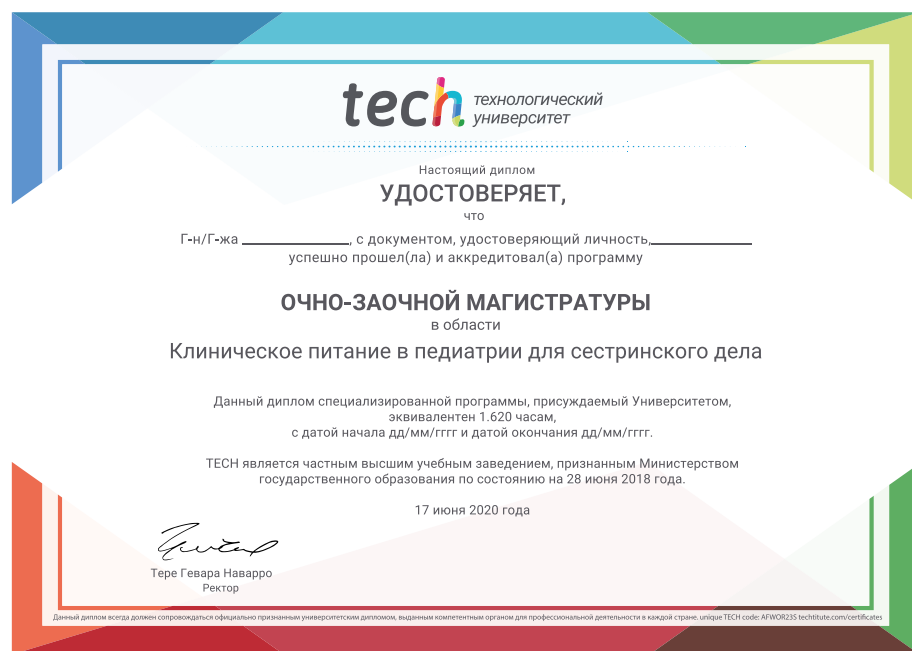 tech технологический
университет
Настоящий диплом
УДОСТОВЕРЯЕТ,
что
Г-н/Г-жа ______________, с документом, удостоверяющий личность,______________
успешно прошел(ла) и аккредитовал(а) программу
ОЧНО-ЗАОЧНОЙ МАГИСТРАТУРЫ
в области
Клиническое питание в педиатрии для сестринского дела
Данный диплом специализированной программы, присуждаемый Университетом,
эквивалентен 1.620 часам,
с датой начала дд/мм/гггг и датой окончания дд/мм/гггг.
TECH является частным высшим учебным заведением, признанным Министерством
государственного образования по состоянию на 28 июня 2018 года.
17 июня 2020 года
Тере Гевара Наварро
Ректор
Данный диплом всегда должен сопровождаться официально признанным университетским дипломом, выданным компетентным органом для профессиональной деятельности в каждой стране. unique TECH code: AFWOR23S techtitute.com/certificates